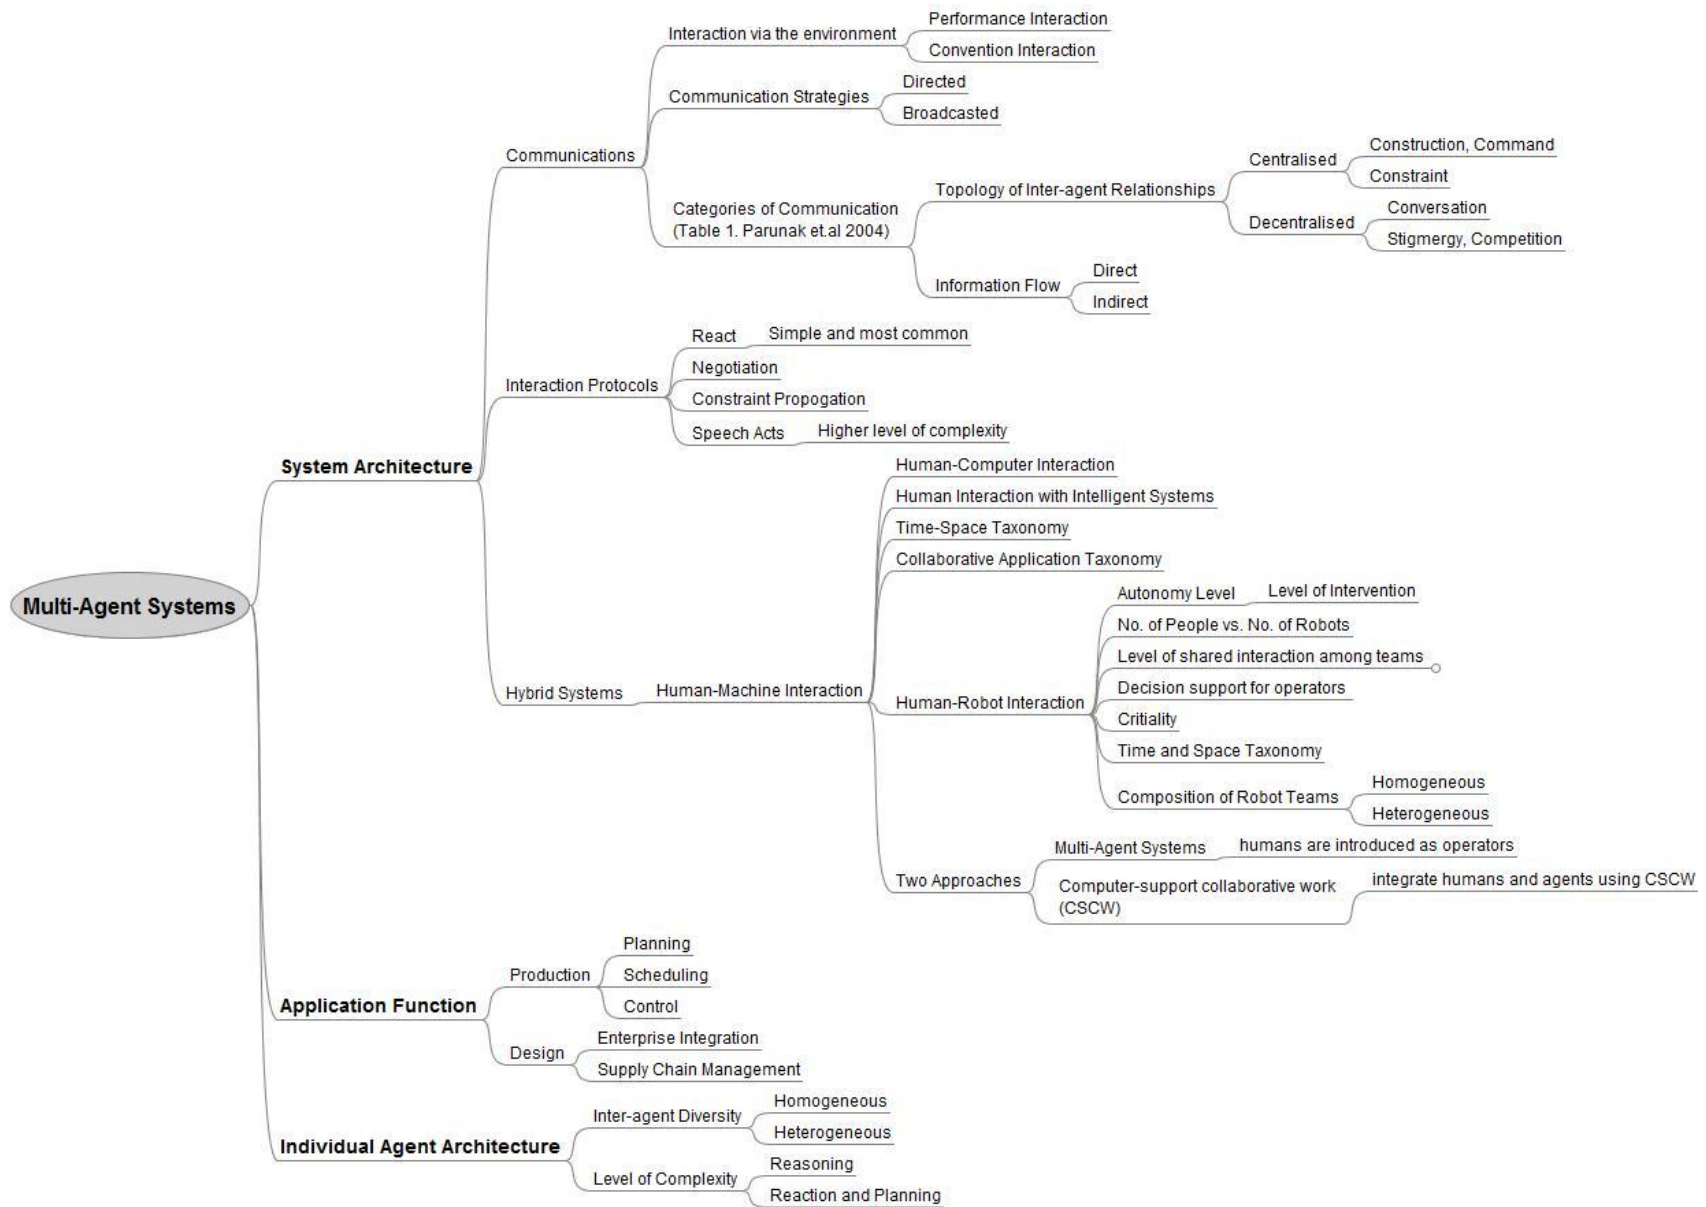 Multi-Agent Systems
System Architecture
Communications
Interaction via the environment
Performance Interaction
Convention Interaction
Communication Strategies
Directed
Broadcasted
Categories of Communication
(Table 1. Parunak et.al 2004)
Topology of Inter-agent Relationships
Centralised
Construction, Command
Constraint
Decentralised
Conversation
Stigmergy, Competition
Information Flow
Direct
Indirect
Interaction Protocols
React
Simple and most common
Negotiation
Constraint Propogation
Speech Acts
Higher level of complexity
Hybrid Systems
Human-Machine Interaction
Human-Computer Interaction
Human Interaction with Intelligent Systems
Time-Space Taxonomy
Collaborative Application Taxonomy
Human-Robot Interaction
Autonomy Level
Level of Intervention
No. of People vs. No. of Robots
Level of shared interaction among teams
Decision support for operators
Critiality
Time and Space Taxonomy
Composition of Robot Teams
Homogeneous
Heterogeneous
Two Approaches
Multi-Agent Systems
humans are introduced as operators
Computer-support collaborative work
(CSCW)
integrate humans and agents using CSCW
Application Function
Production
Planning
Scheduling
Control
Design
Enterprise Integration
Supply Chain Management
Individual Agent Architecture
Inter-agent Diversity
Homogeneous
Heterogeneous
Level of Complexity
Reasoning
Reaction and Planning